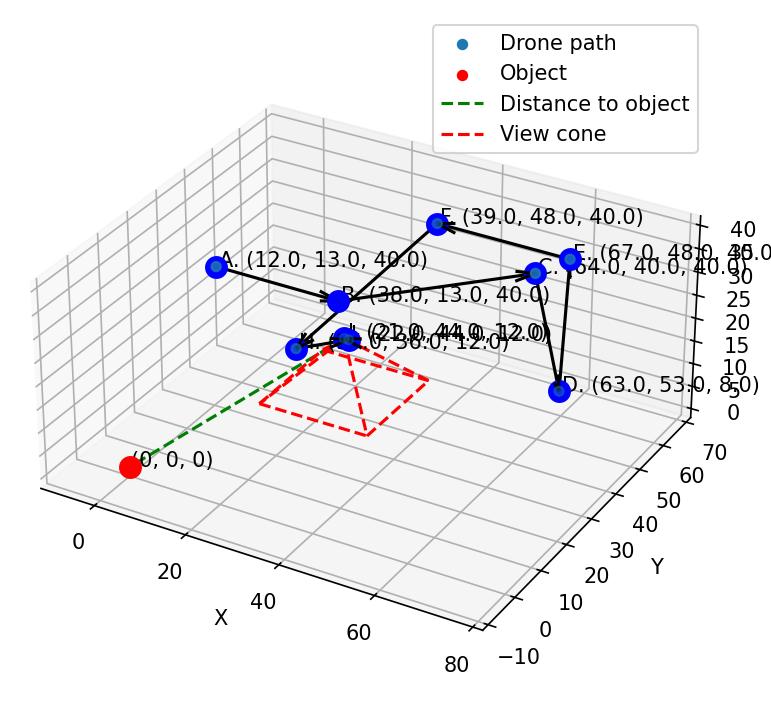 Drone path
Object
Distance to object
View cone
F. (39.0, 48.0, 40.0)
A. (12.0, 13.0, 40.0)
E. (67.0, 48.0, 40.0)
C. (64.0, 40.0, 40.0)
B. (38.0, 13.0, 40.0)
D. (63.0, 53.0, 8.0)
(0, 0, 0)
0
20
40
60
80
X
−10
0
10
20
30
40
50
60
70
Y
0
5
10
15
20
25
30
35
40